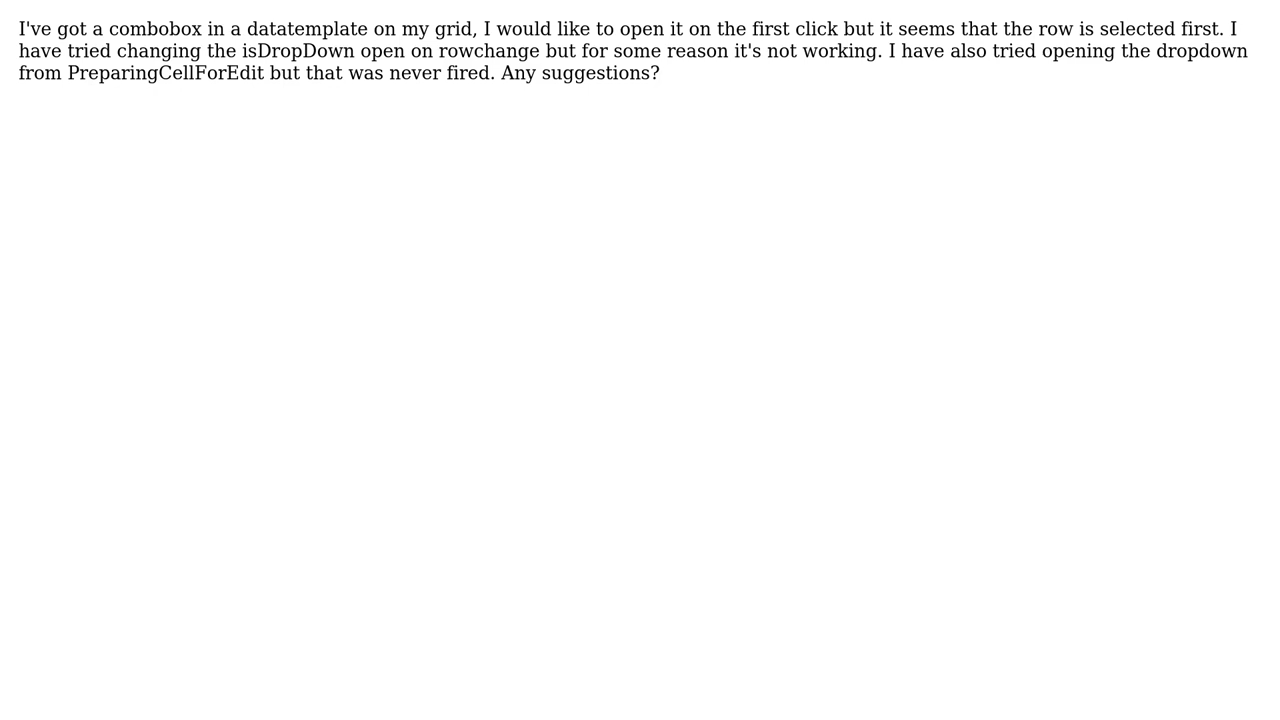 I've got a combobox in a datatemplate on my grid, I would like to open it on the first click but it seems that the row is selected first. I
have tried changing the isDropDown open on rowchange but for some reason it's not working. I have also tried opening the dropdown
from PreparingCellForEdit but that was never fired. Any suggestions?